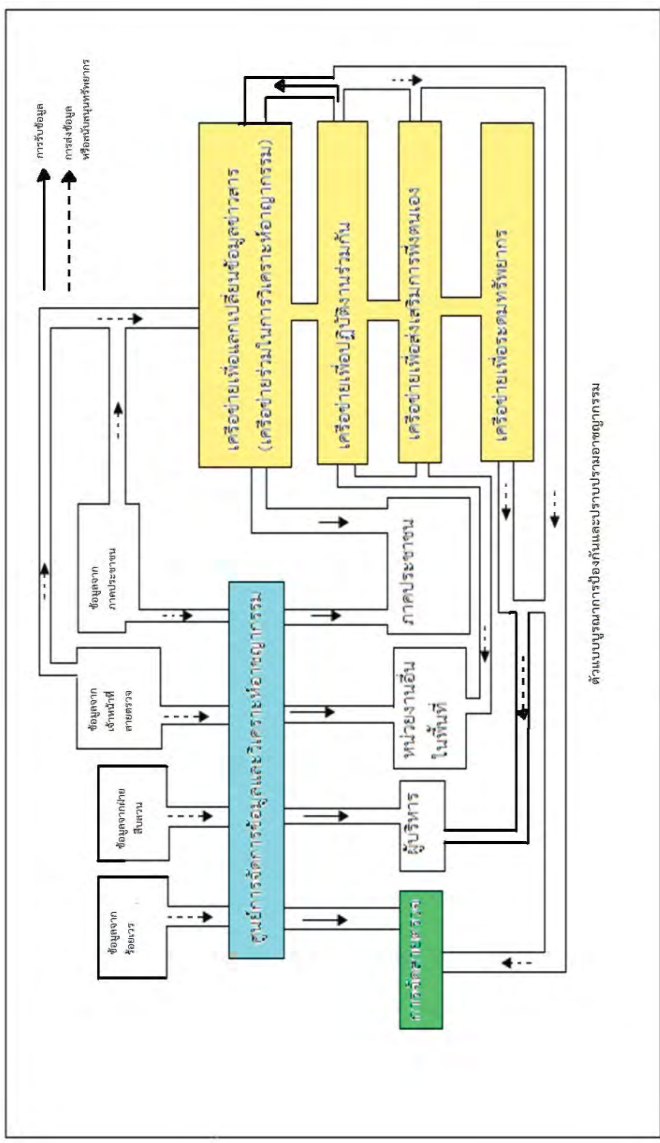 การรับข้อมูล
การส่งข้อมูล
หรือสนับสนุนทรัพยากร
ข้อมูลจาก
ร้อยเวร
ข้อมูลจากฝ่าย
สืบสวน
ข้อมูลจาก
เจ้าหน้าที่
สายตรวจ
ข้อมูลจาก
ภาคประชาชน
ศูนย์การจัดการข้อมูลและวิเคราะห์อาชญากรรม
เครือข่ายเพื่อแลกเปลี่ยนข้อมูลข่าวสาร
(เครือข่ายร่วมในการวิเคราะห์อาญากรรม)
เครือข่ายเพื่อปฏิบัติงานร่วมกัน
เครือข่ายเพื่อส่งเสริมการพึ่งตนเอง
เครือข่ายเพื่อระดมทรัพยากร
การจัดสายตรวจ
ผู้บริหาร
หน่วยงานอื่น
ในพื้นที่
ภาคประชาชน
ตัวแบบบูรณาการป้องกันและปราบปรามอาชญากรรม